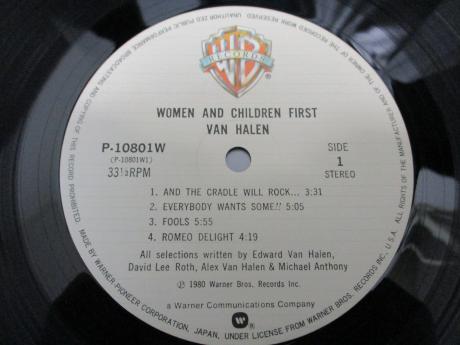 WB
RECORDS
WOMEN AND CHILDREN FIRST
VAN HALEN
P-10801W
(P-10801W1)
33⅓RPM
SIDE
1
STEREO
1. AND THE CRADLE WILL ROCK... 3:31
2. EVERYBODY WANTS SOME!! 5:05
3. FOOLS 5:55
4. ROMEO DELIGHT 4:19
All selections written by Edward Van Halen,
David Lee Roth, Alex Van Halen & Michael Anthony
Ⓟ 1980 Warner Bros. Records Inc.
a Warner Communications Company
W ®
MADE BY WARNER-PIONEER CORPORATION, JAPAN, UNDER LICENSE FROM WARNER BROS. RECORDS INC., U.S.A. ALL RIGHTS OF THE MANUFACTURER & OF THE OWNER OF THE RECORDED WORK RESERVED. UNAUTHORIZED PUBLIC PERFORMANCE, BROADCASTING AND COPYING OF THIS RECORD PROHIBITED.